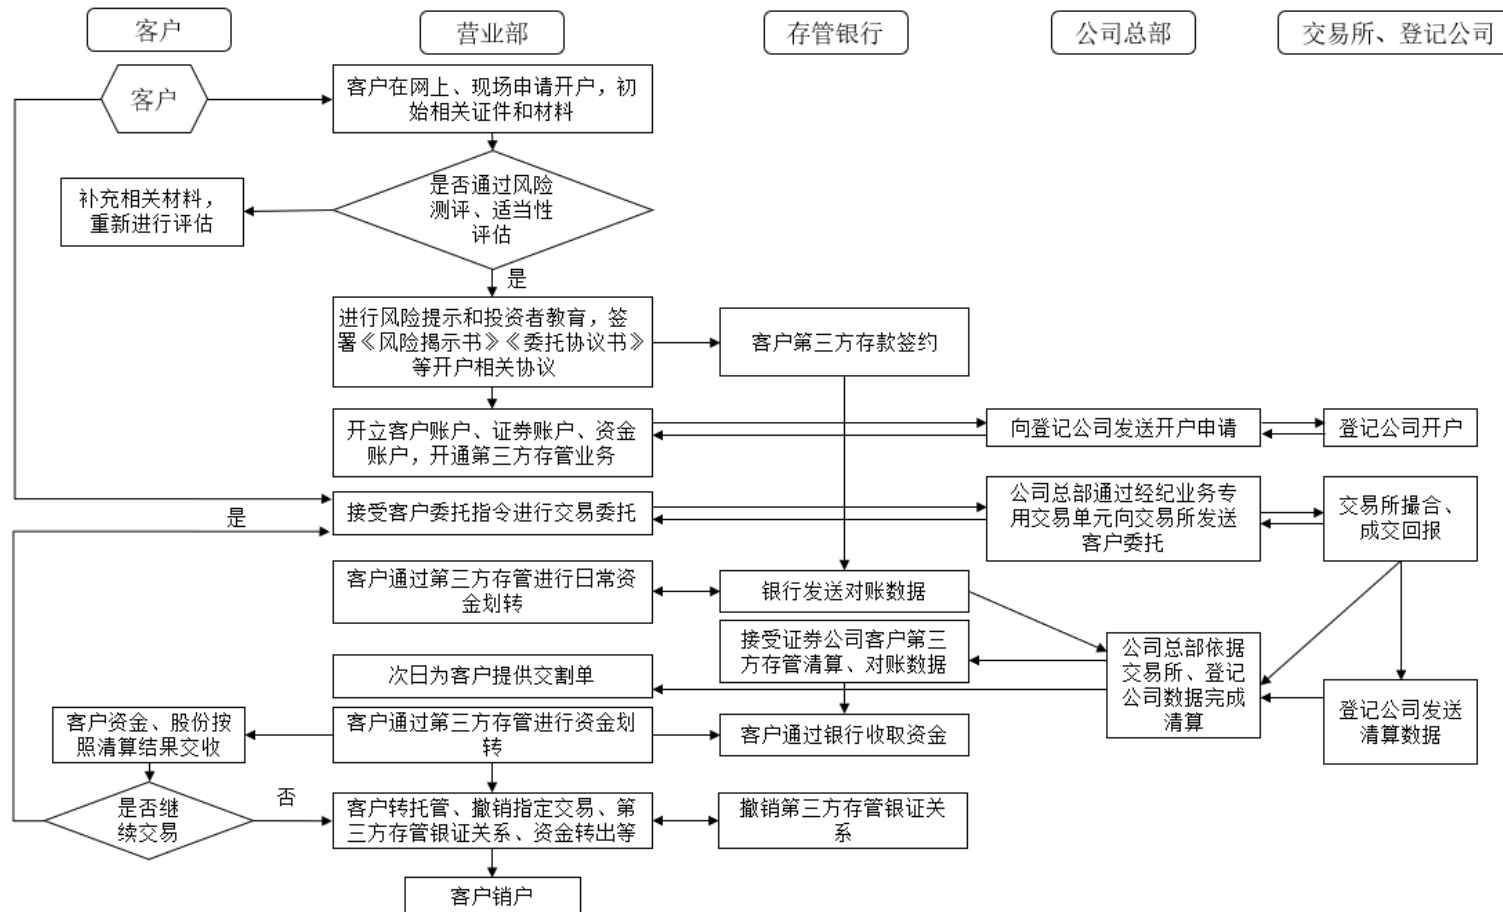 客户
营业部
存管银行
公司总部
交易所、登记公司
客户
客户在网上、现场申请开户，初
始相关证件和材料
是否通过风险
测评、适当性
评估
补充相关材料，
重新进行评估
是
进行风险提示和投资者教育，签
署《风险揭示书》《委托协议书》
等开户相关协议
客户第三方存款签约
开立客户账户、证券账户、资金
账户，开通第三方存管业务
向登记公司发送开户申请
登记公司开户
是
接受客户委托指令进行交易委托
公司总部通过经纪业务专
用交易单元向交易所发送
客户委托
交易所撮合、
成交回报
客户通过第三方存管进行日常资
金划转
银行发送对账数据
接受证券公司客户第三
方存管清算、对账数据
公司总部依据
交易所、登记
公司数据完成
清算
次日为客户提供交割单
登记公司发送
清算数据
客户资金、股份按
照清算结果交收
客户通过第三方存管进行资金划
转
客户通过银行收取资金
是否继
续交易
否
客户转托管、撤销指定交易、第
三方存管银证关系、资金转出等
撤销第三方存管银证关
系
客户销户